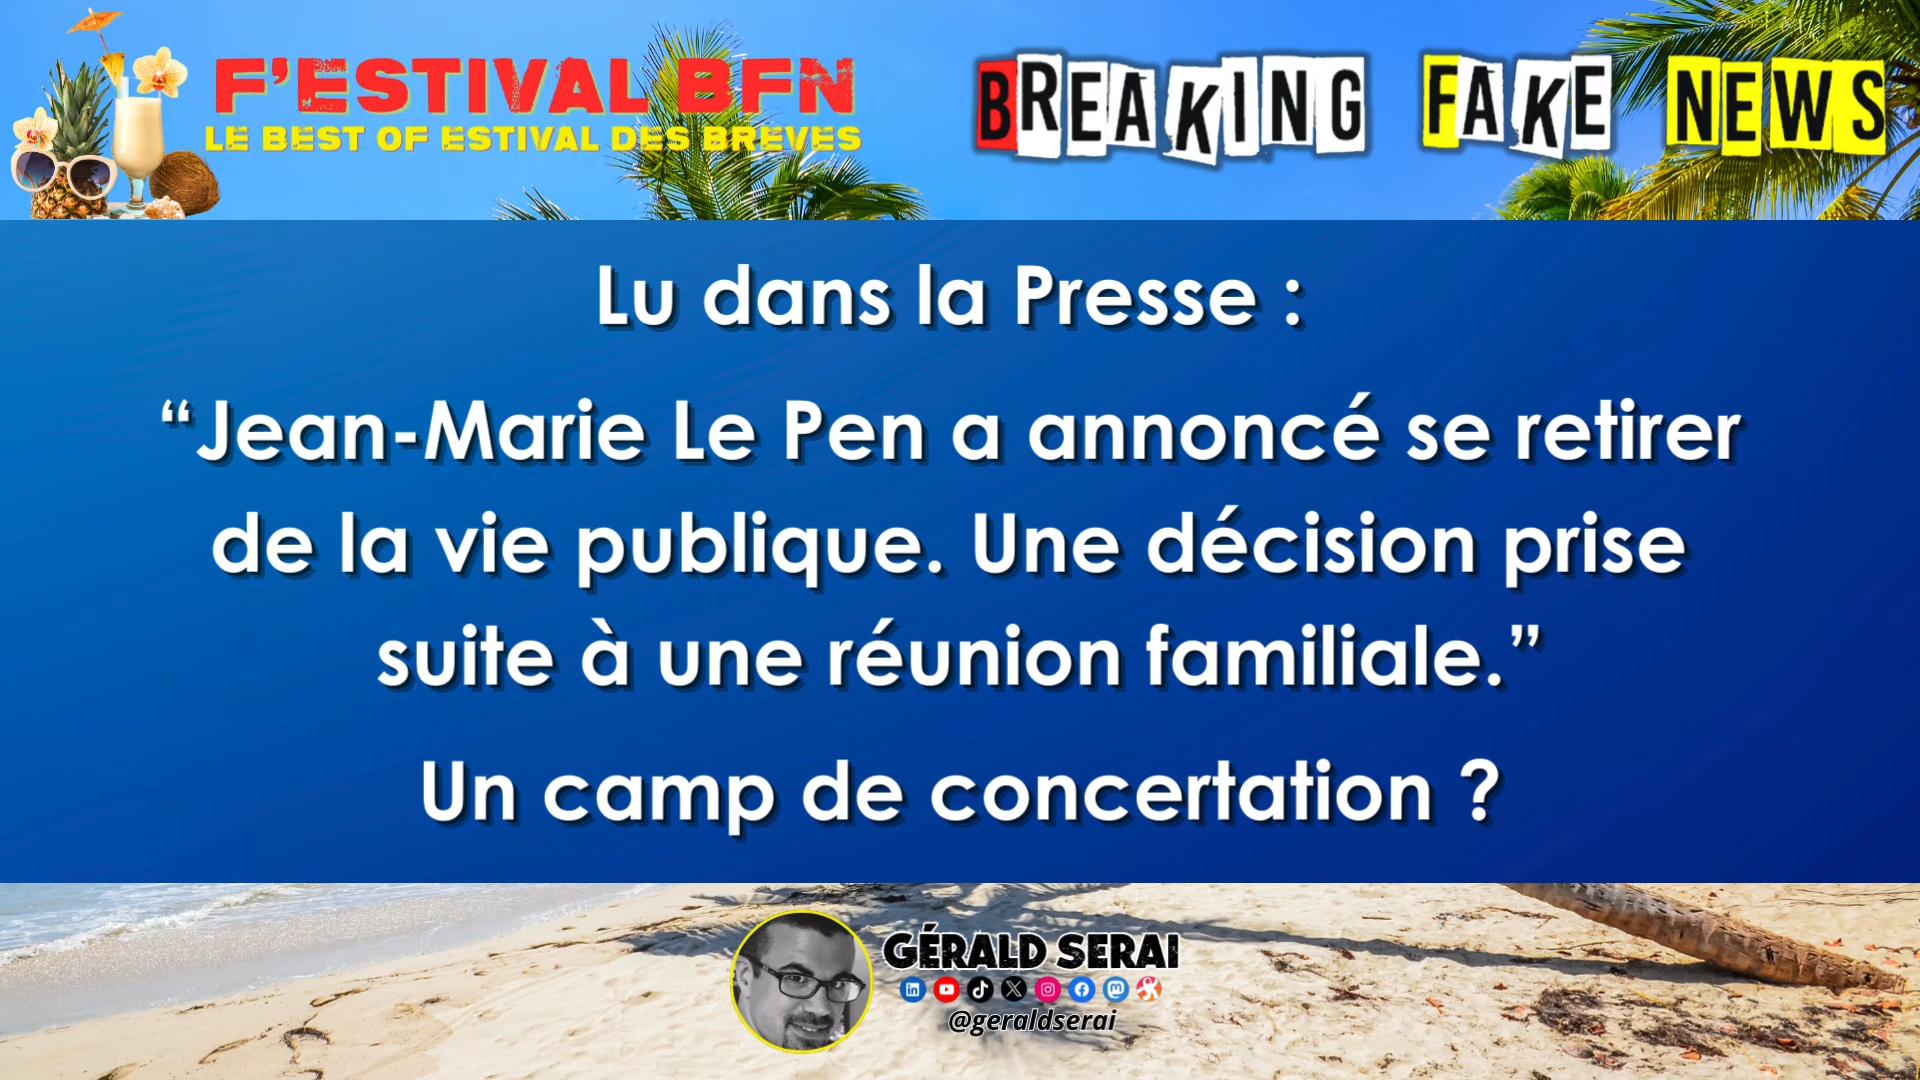 F'ESTIVAL BFN
LE BEST OF ESTIVAL DES BRÈVES
BREAKING FAKE NEWS
Lu dans la Presse :
“Jean-Marie Le Pen a annoncé se retirer
de la vie publique. Une décision prise
suite à une réunion familiale.”
Un camp de concertation ?
GÉRALD SERAI
@geraldserai